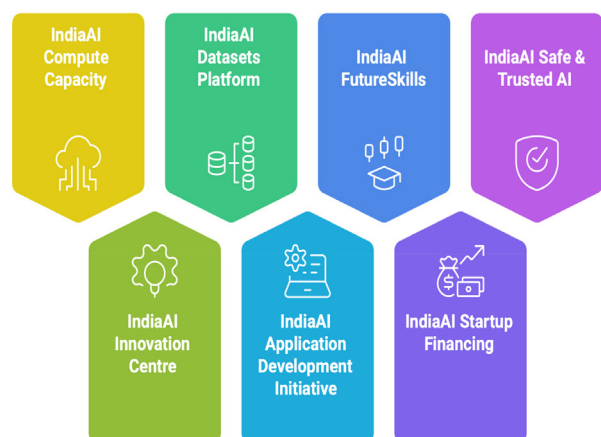 IndiaAI
Compute
Capacity
IndiaAI
Datasets
Platform
IndiaAI
FutureSkills
IndiaAI Safe &
Trusted AI
IndiaAI
Innovation
Centre
IndiaAI
Application
Development
Initiative
IndiaAI Startup
Financing